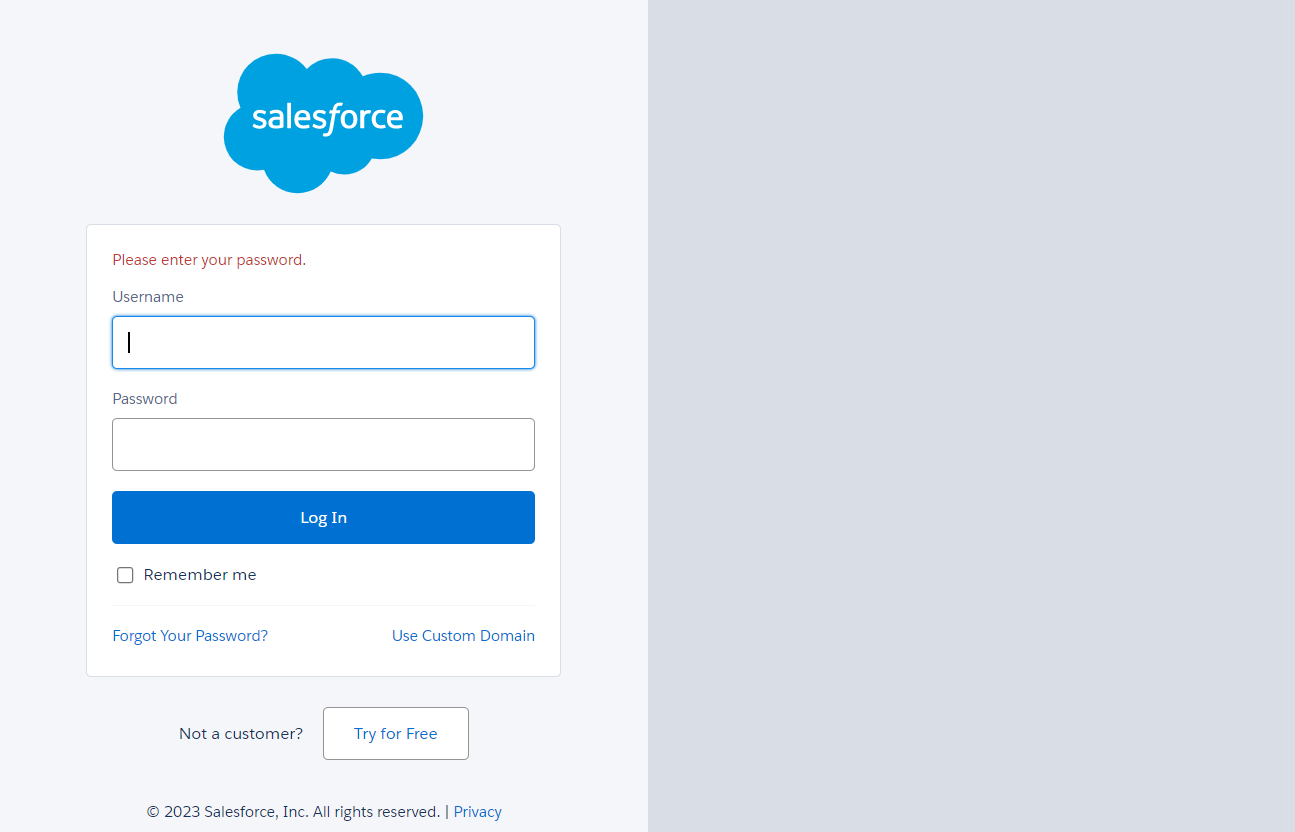 salesforce
Please enter your password.
Username
Password
Log In
Remember me
Forgot Your Password? Use Custom Domain
Not a customer? Try for Free
© 2023 Salesforce, Inc. All rights reserved. | Privacy